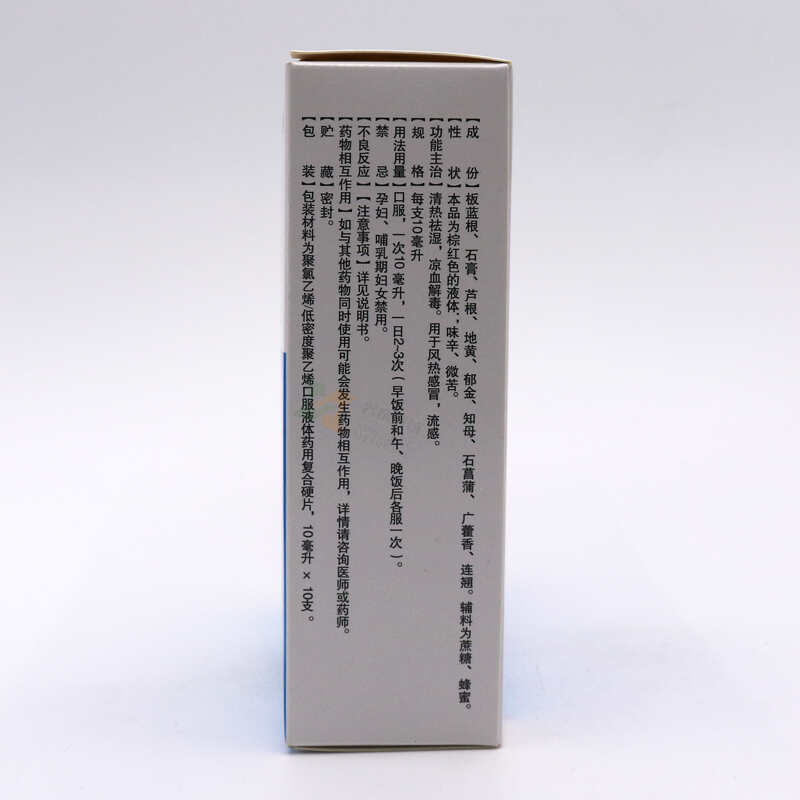 【成份】板蓝根、石膏、芦根、地黄、郁金、知母、石菖蒲、广藿香、连翘。辅料为蔗糖、蜂蜜。
【性状】本品为棕红色的液体；味辛、微苦。
【功能主治】清热祛湿，凉血解毒。用于风热感冒，流感。
【规格】每支10毫升
【用法用量】口服，一次10毫升，一日2~3次（早饭前和午、晚饭后各服一次）。
【禁忌】孕妇、哺乳期妇女禁用。
【不良反应】【注意事项】详见说明书。
【药物相互作用】如与其他药物同时使用可能会发生药物相互作用，详情请咨询医师或药师。
【贮藏】密封。
【包装】包装材料为聚氯乙烯/低密度聚乙烯口服液体药用复合硬片，10毫升×10支。